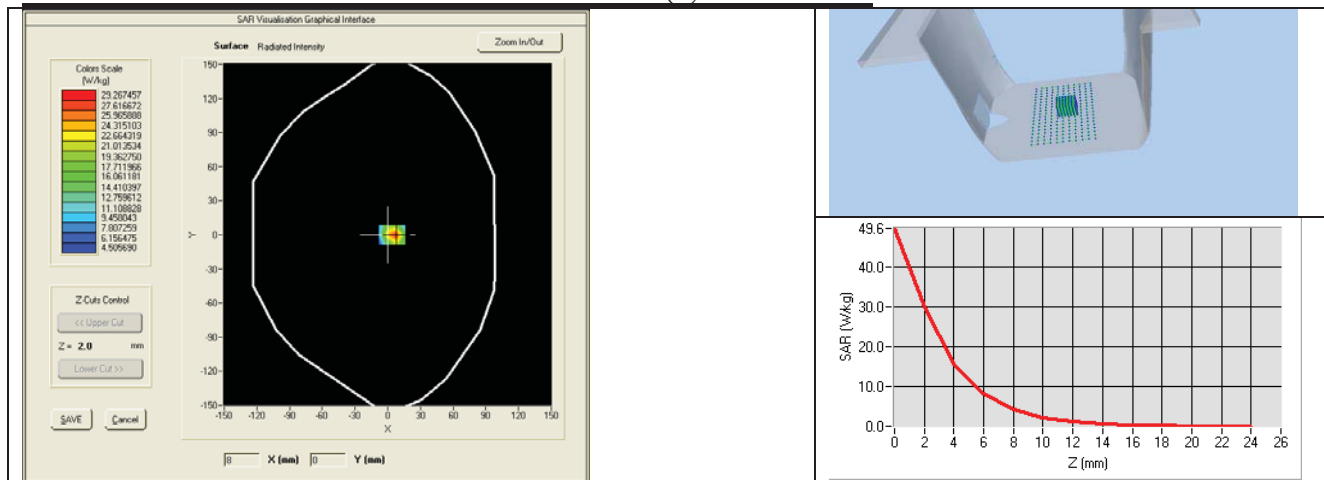 SAR Visualisation Graphical Interface
Surface Radiated Intensity
Zoom In/Out
Colors Scale
(W/kg)
29.267457
27.616672
25.965888
24.315103
22.664319
21.013534
19.362750
17.711966
16.061181
14.410397
12.759612
11.108828
9.458043
7.807259
6.156475
4.505690
Z-Cuts Control
<< Upper Cut
Z = 2.0 mm
Lower Cut >>
SAVE Cancel
150
120
90
60
30
0
-30
-60
-90
-120
-150
Y
-150 -120 -90 -60 -30 0 30 60 90 120 150
X
8 X (mm) 0 Y (mm)
49.6
40.0
30.0
20.0
10.0
0.0
SAR (W/kg)
0 2 4 6 8 10 12 14 16 18 20 22 24 26
Z (mm)